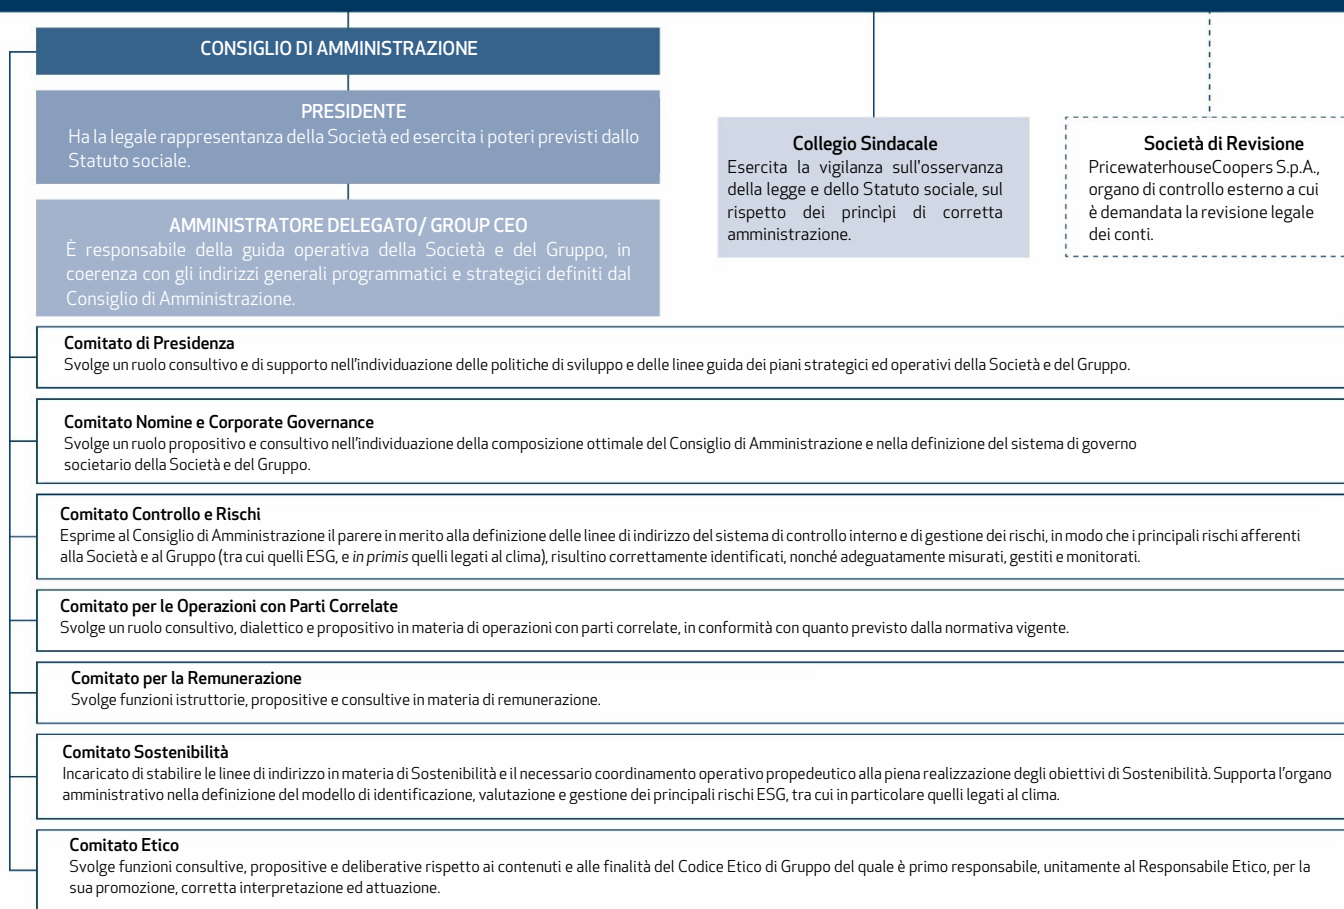 CONSIGLIO DI AMMINISTRAZIONE
PRESIDENTE
Ha la legale rappresentanza della Società ed esercita i poteri previsti dallo
Statuto sociale.
AMMINISTRATORE DELEGATO/ GROUP CEO
È responsabile della guida operativa della Società e del Gruppo, in
coerenza con gli indirizzi generali programmatici e strategici definiti dal
Consiglio di Amministrazione.
Collegio Sindacale
Esercita la vigilanza sull'osservanza
della legge e dello Statuto sociale, sul
rispetto dei princìpi di corretta
amministrazione.
Società di Revisione
PricewaterhouseCoopers S.p.A.,
organo di controllo esterno a cui
è demandata la revisione legale
dei conti.
Comitato di Presidenza
Svolge un ruolo consultivo e di supporto nell'individuazione delle politiche di sviluppo e delle linee guida dei piani strategici ed operativi della Società e del Gruppo.
Comitato Nomine e Corporate Governance
Svolge un ruolo propositivo e consultivo nell'individuazione della composizione ottimale del Consiglio di Amministrazione e nella definizione del sistema di governo
societario della Società e del Gruppo.
Comitato Controllo e Rischi
Esprime al Consiglio di Amministrazione il parere in merito alla definizione delle linee di indirizzo del sistema di controllo interno e di gestione dei rischi, in modo che i principali rischi afferenti
alla Società e al Gruppo (tra cui quelli ESG, e in primis quelli legati al clima), risultino correttamente identificati, nonché adeguatamente misurati, gestiti e monitorati.
Comitato per le Operazioni con Parti Correlate
Svolge un ruolo consultivo, dialettico e propositivo in materia di operazioni con parti correlate, in conformità con quanto previsto dalla normativa vigente.
Comitato per la Remunerazione
Svolge funzioni istruttorie, propositive e consultive in materia di remunerazione.
Comitato Sostenibilità
Incaricato di stabilire le linee di indirizzo in materia di Sostenibilità e il necessario coordinamento operativo propedeutico alla piena realizzazione degli obiettivi di Sostenibilità. Supporta l'organo
amministrativo nella definizione del modello di identificazione, valutazione e gestione dei principali rischi ESG, tra cui in particolare quelli legati al clima.
Comitato Etico
Svolge funzioni consultive, propositive e deliberative rispetto ai contenuti e alle finalità del Codice Etico di Gruppo del quale è primo responsabile, unitamente al Responsabile Etico, per la
sua promozione, corretta interpretazione ed attuazione.